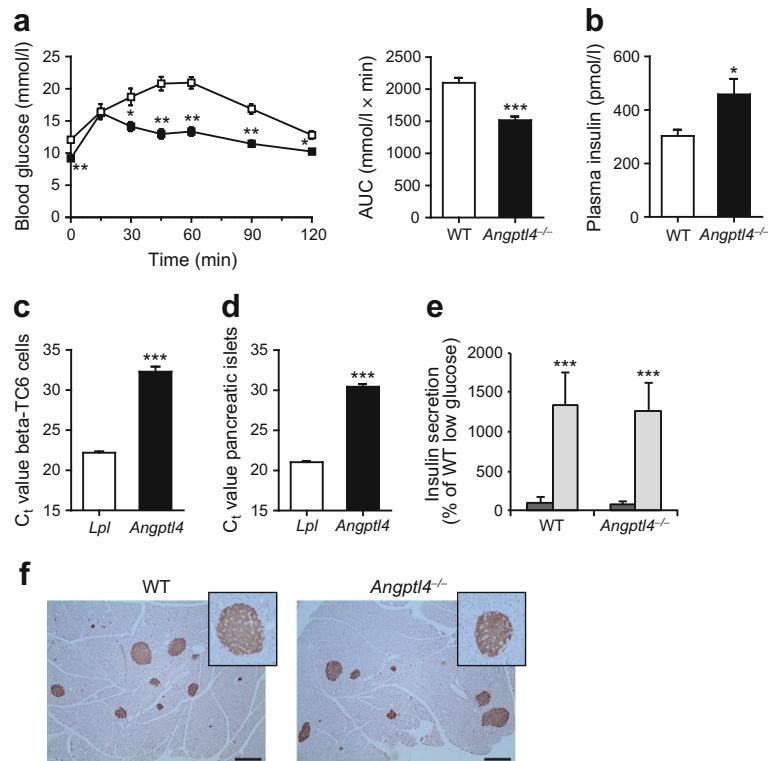 a
Blood glucose (mmol/l)
25
20
15
10
5
0
0 30 60 90 120
Time (min)
** * ** ** ** *
AUC (mmol/l × min)
2500
2000
1500
1000
500
0
***
WT Angptl4–/–
b
Plasma insulin (pmol/l)
600
400
200
0
*
WT Angptl4–/–
c
Ct value beta-TC6 cells
35
30
25
20
15
***
Lpl Angptl4
d
Ct value pancreatic islets
35
30
25
20
15
***
Lpl Angptl4
e
Insulin secretion
(% of WT low glucose)
2000
1500
1000
500
0
*** ***
WT Angptl4–/–
f
WT Angptl4–/–